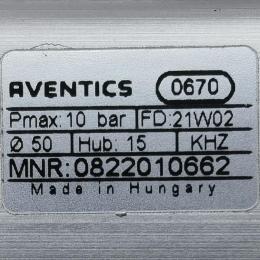 AVENTICS 0670
Pmax: 10 bar FD: 21W02
Ø 50 Hub: 15 KHZ
MNR: 0822010662
Made in Hungary